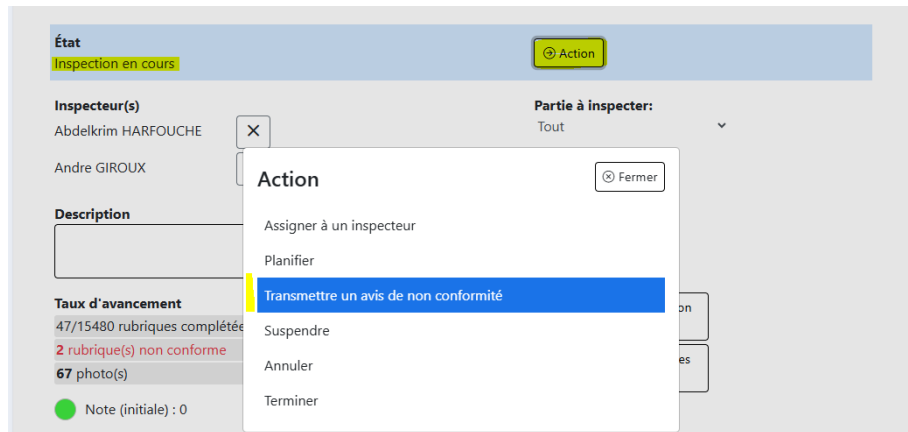 État
Inspection en cours
Action
Inspecteur(s)
Partie à inspecter:
Abdelkrim HARFOUCHE
Tout
Andre GIROUX
Action
Fermer
Description
Assigner à un inspecteur
Planifier
Transmettre un avis de non conformité
Taux d'avancement
47/15480 rubriques complétée
Suspendre
2 rubrique(s) non conforme
Annuler
67 photo(s)
Terminer
Note (initiale) : 0